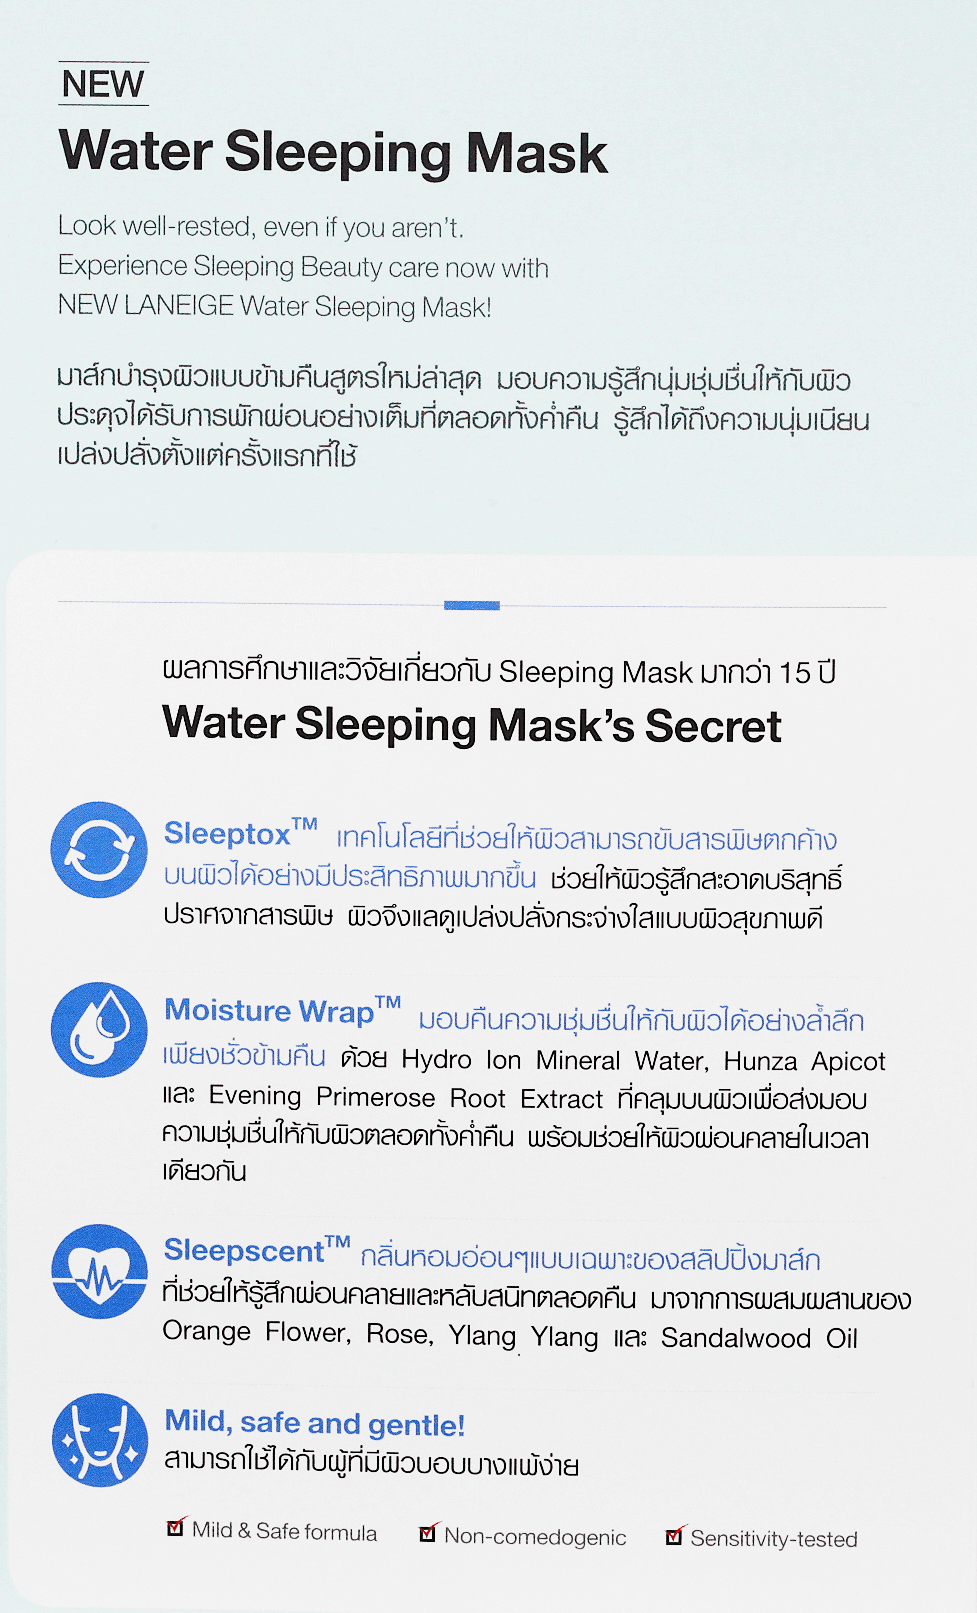 NEW
Water Sleeping Mask
Look well-rested, even if you aren't.
Experience Sleeping Beauty care now with
NEW LANEIGE Water Sleeping Mask!
มาส์กบำรุงผิวแบบข้ามคืนสูตรใหม่ล่าสุด มอบความรู้สึกนุ่มชุ่มชื่นให้กับผิว
ประดุจได้รับการพักผ่อนอย่างเต็มที่ตลอดทั้งค่ำคืน รู้สึกได้ถึงความนุ่มเนียน
เปล่งปลั่งตั้งแต่ครั้งแรกที่ใช้
ผลการศึกษาและวิจัยเกี่ยวกับ Sleeping Mask มากว่า 15 ปี
Water Sleeping Mask's Secret
Sleeptox™ เทคโนโลยีที่ช่วยให้ผิวสามารถขับสารพิษตกค้าง
บนผิวได้อย่างมีประสิทธิภาพมากขึ้น ช่วยให้ผิวรู้สึกสะอาดบริสุทธิ์
ปราศจากสารพิษ ผิวจึงแลดูเปล่งปลั่งกระจ่างใสแบบผิวสุขภาพดี
Moisture Wrap™ มอบคืนความชุ่มชื่นให้กับผิวได้อย่างล้ำลึก
เพียงชั่วข้ามคืน ด้วย Hydro Ion Mineral Water, Hunza Apicot
และ Evening Primerose Root Extract ที่คลุมบนผิวเพื่อส่งมอบ
ความชุ่มชื่นให้กับผิวตลอดทั้งค่ำคืน พร้อมช่วยให้ผิวผ่อนคลายในเวลา
เดียวกัน
Sleepscent™ กลิ่นหอมอ่อนๆแบบเฉพาะของสลิปปิ้งมาส์ก
ที่ช่วยให้รู้สึกผ่อนคลายและหลับสนิทตลอดคืน มาจากการผสมผสานของ
Orange Flower, Rose, Ylang Ylang และ Sandalwood Oil
Mild, safe and gentle!
สามารถใช้ได้กับผู้ที่มีผิวบอบบางแพ้ง่าย
Mild & Safe formula Non-comedogenic Sensitivity-tested